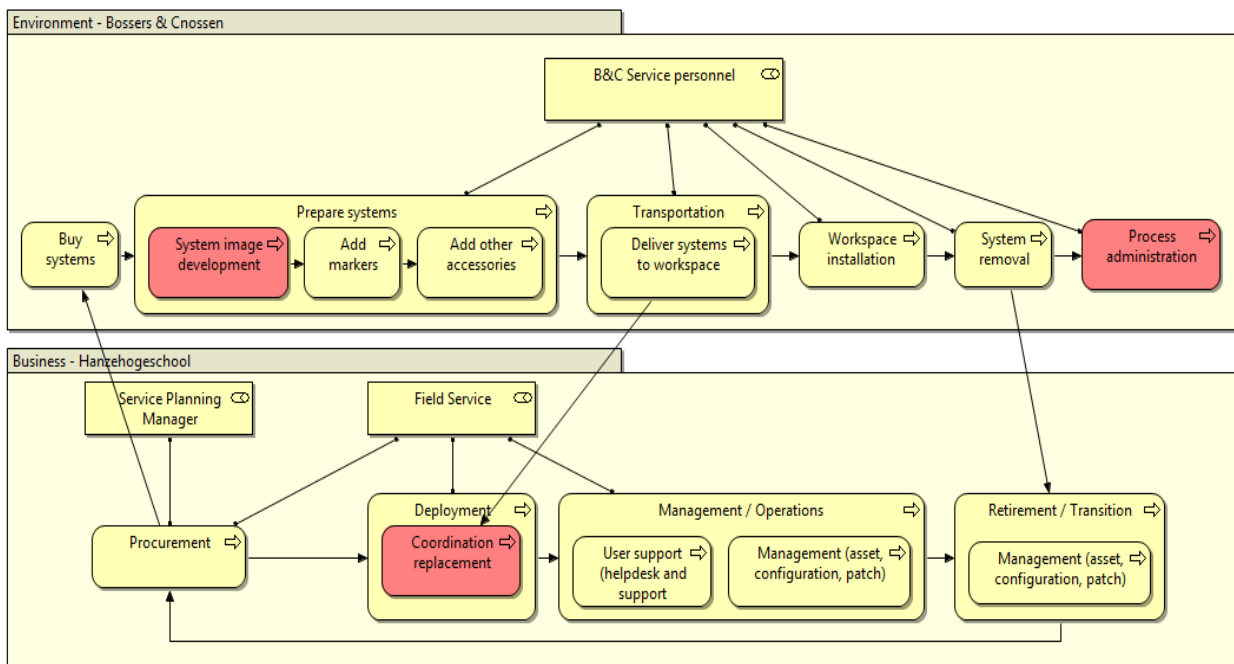 Environment - Bossers & Cnossen
B&C Service personnel
Prepare systems
Transportation
Buy
systems
System image
development
Add
markers
Add other
accessories
Deliver systems
to workspace
Workspace
installation
System
removal
Process
administration
Business - Hanzehogeschool
Service Planning
Manager
Field Service
Procurement
Deployment
Coordination
replacement
Management / Operations
User support
(helpdesk and
support
Management (asset,
configuration, patch)
Retirement / Transition
Management (asset,
configuration, patch)